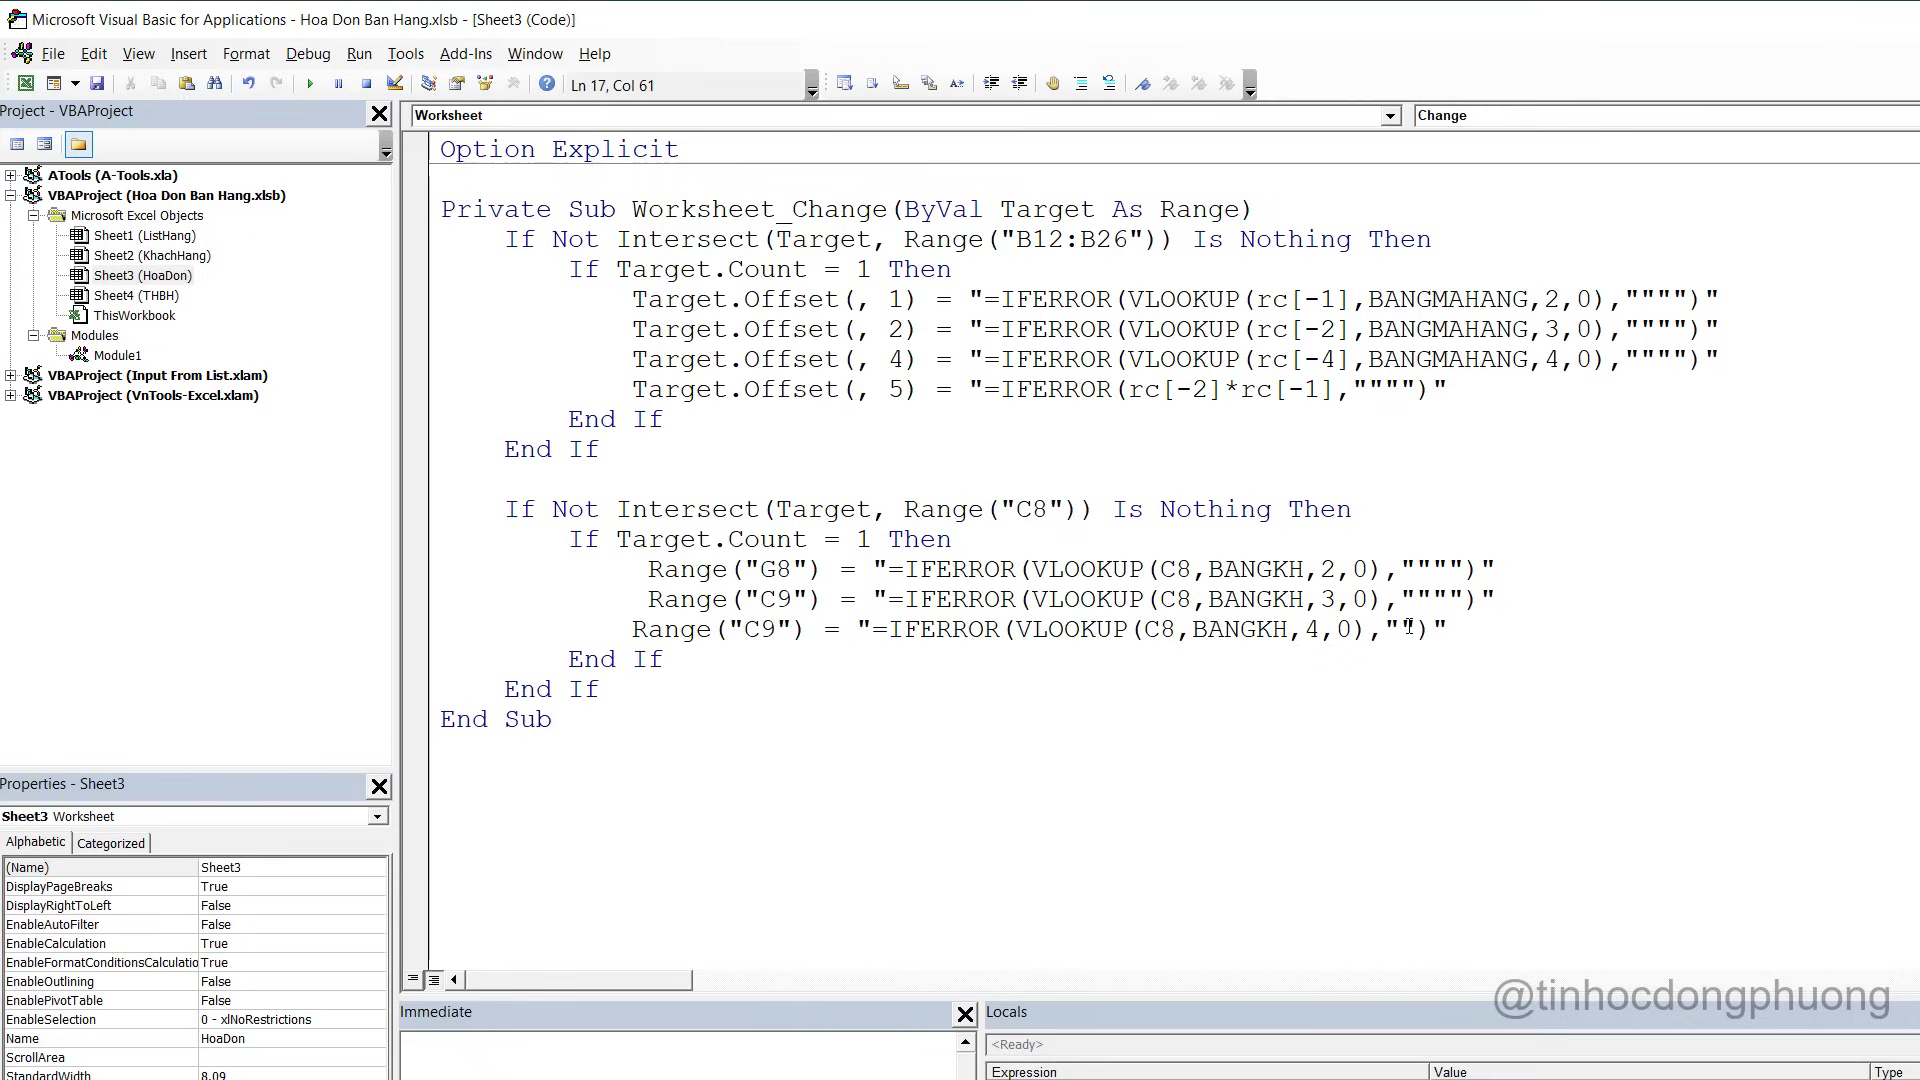 Microsoft Visual Basic for Applications - Hoa Don Ban Hang.xlsb - [Sheet3 (Code)]
File Edit View Insert Format Debug Run Tools Add-Ins Window Help
Ln 17, Col 61
Project - VBAProject
ATools (A-Tools.xla)
VBAProject (Hoa Don Ban Hang.xlsb)
Microsoft Excel Objects
Sheet1 (ListHang)
Sheet2 (KhachHang)
Sheet3 (HoaDon)
Sheet4 (THBH)
ThisWorkbook
Modules
Module1
VBAProject (Input From List.xlam)
VBAProject (VnTools-Excel.xlam)
Properties - Sheet3
Sheet3 Worksheet
Alphabetic Categorized
(Name) Sheet3
DisplayPageBreaks True
DisplayRightToLeft False
EnableAutoFilter False
EnableCalculation True
EnableFormatConditionsCalculatio True
EnableOutlining False
EnablePivotTable False
EnableSelection 0 - xlNoRestrictions
Name HoaDon
ScrollArea
StandardWidth 8.09
Worksheet Change
Option Explicit
Private Sub Worksheet_Change(ByVal Target As Range)
If Not Intersect(Target, Range("B12:B26")) Is Nothing Then
If Target.Count = 1 Then
Target.Offset(, 1) = "=IFERROR(VLOOKUP(rc[-1],BANGMAHANG,2,0),"""")"
Target.Offset(, 2) = "=IFERROR(VLOOKUP(rc[-2],BANGMAHANG,3,0),"""")"
Target.Offset(, 4) = "=IFERROR(VLOOKUP(rc[-4],BANGMAHANG,4,0),"""")"
Target.Offset(, 5) = "=IFERROR(rc[-2]*rc[-1],"""")"
End If
End If
If Not Intersect(Target, Range("C8")) Is Nothing Then
If Target.Count = 1 Then
Range("G8") = "=IFERROR(VLOOKUP(C8,BANGKH,2,0),"""")"
Range("C9") = "=IFERROR(VLOOKUP(C8,BANGKH,3,0),"""")"
Range("C9") = "=IFERROR(VLOOKUP(C8,BANGKH,4,0),"")"
End If
End If
End Sub
@tinhocdongphuong
Immediate
Locals
<Ready>
Expression Value Type